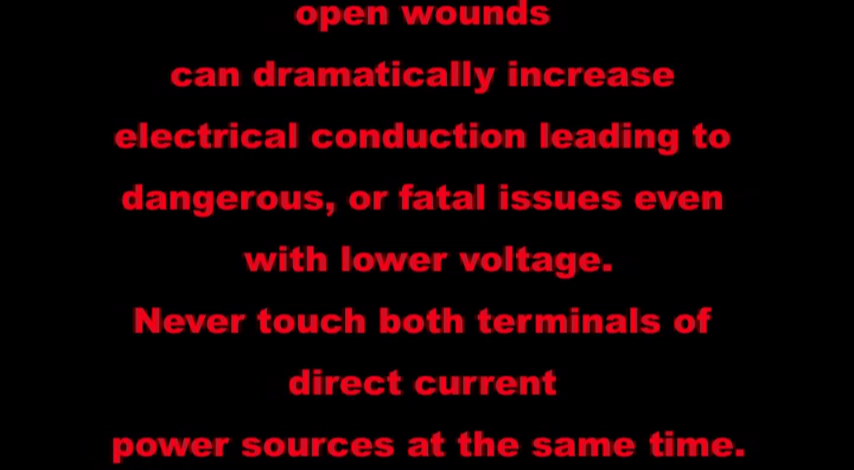 open wounds
can dramatically increase
electrical conduction leading to
dangerous, or fatal issues even
with lower voltage.
Never touch both terminals of
direct current
power sources at the same time.